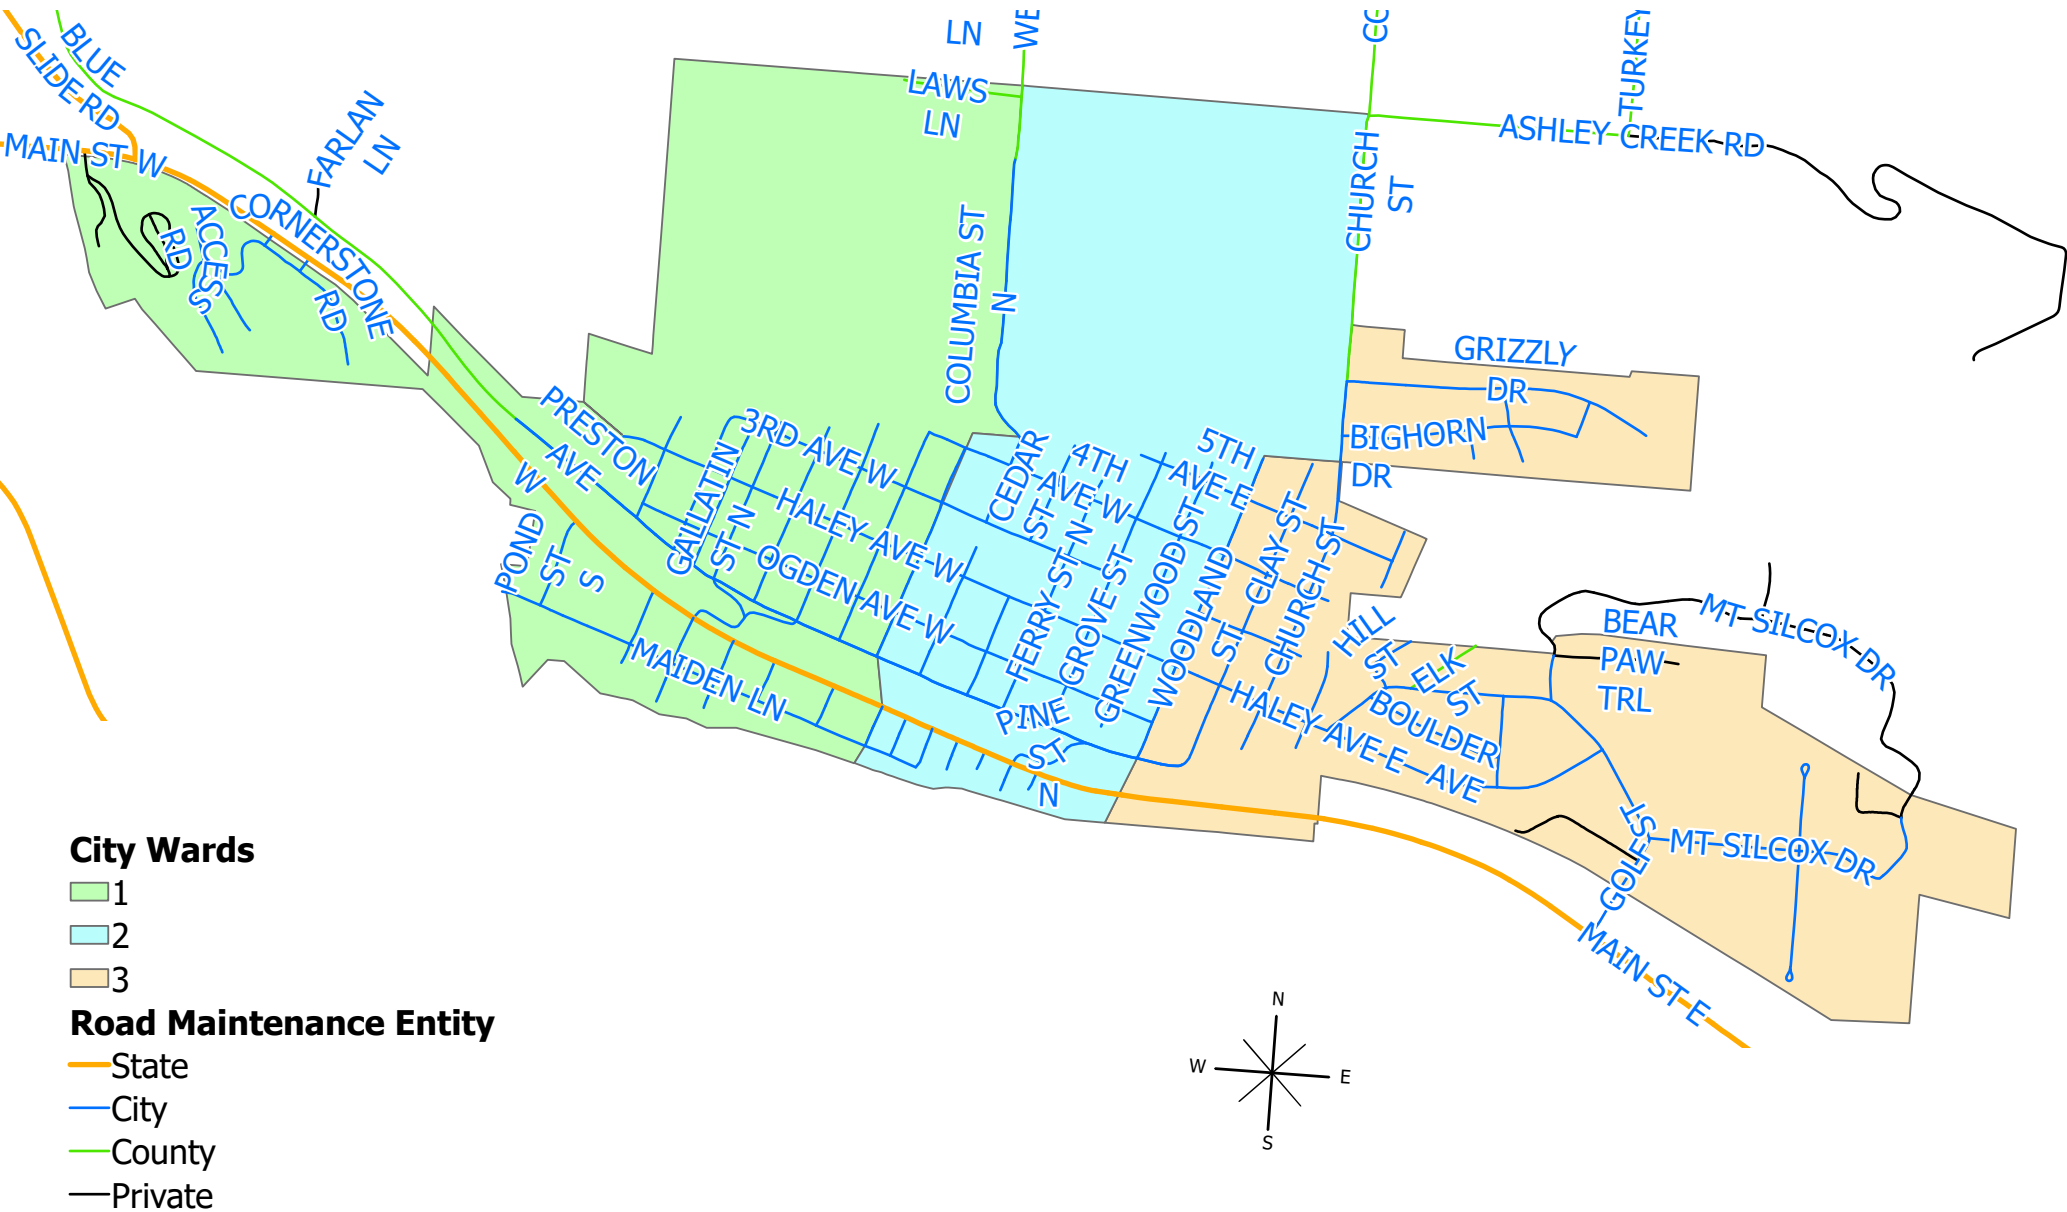 LN
WE
CC
TURKEY
BLUE
SLIDE RD
LAWS
LN
FARLAN
LN
MAIN ST W
ASHLEY CREEK RD
CHURCH
ST
CORNERSTONE
RD
ACCESS
RD
S
COLUMBIA ST
N
GRIZZLY
DR
BIGHORN
DR
PRESTON
AVE
W
3RD AVE W
GALLATIN
ST N
HALEY AVE W
OGDEN AVE W
CEDAR
ST
4TH
AVE W
5TH
AVE E
POND
ST
S
FERRY ST N
GROVE ST
GREENWOOD ST
WOODLAND
ST
CLAY ST
CHURCH ST
HILL
ST
ELK
ST
BEAR
PAW
TRL
MT SILCOX DR
MAIDEN LN
PINE
ST
N
HALEY AVE E
BOULDER
AVE
GOLF ST
MT SILCOX DR
MAIN ST E
City Wards
1
2
3
Road Maintenance Entity
State
City
County
Private
N
W
E
S